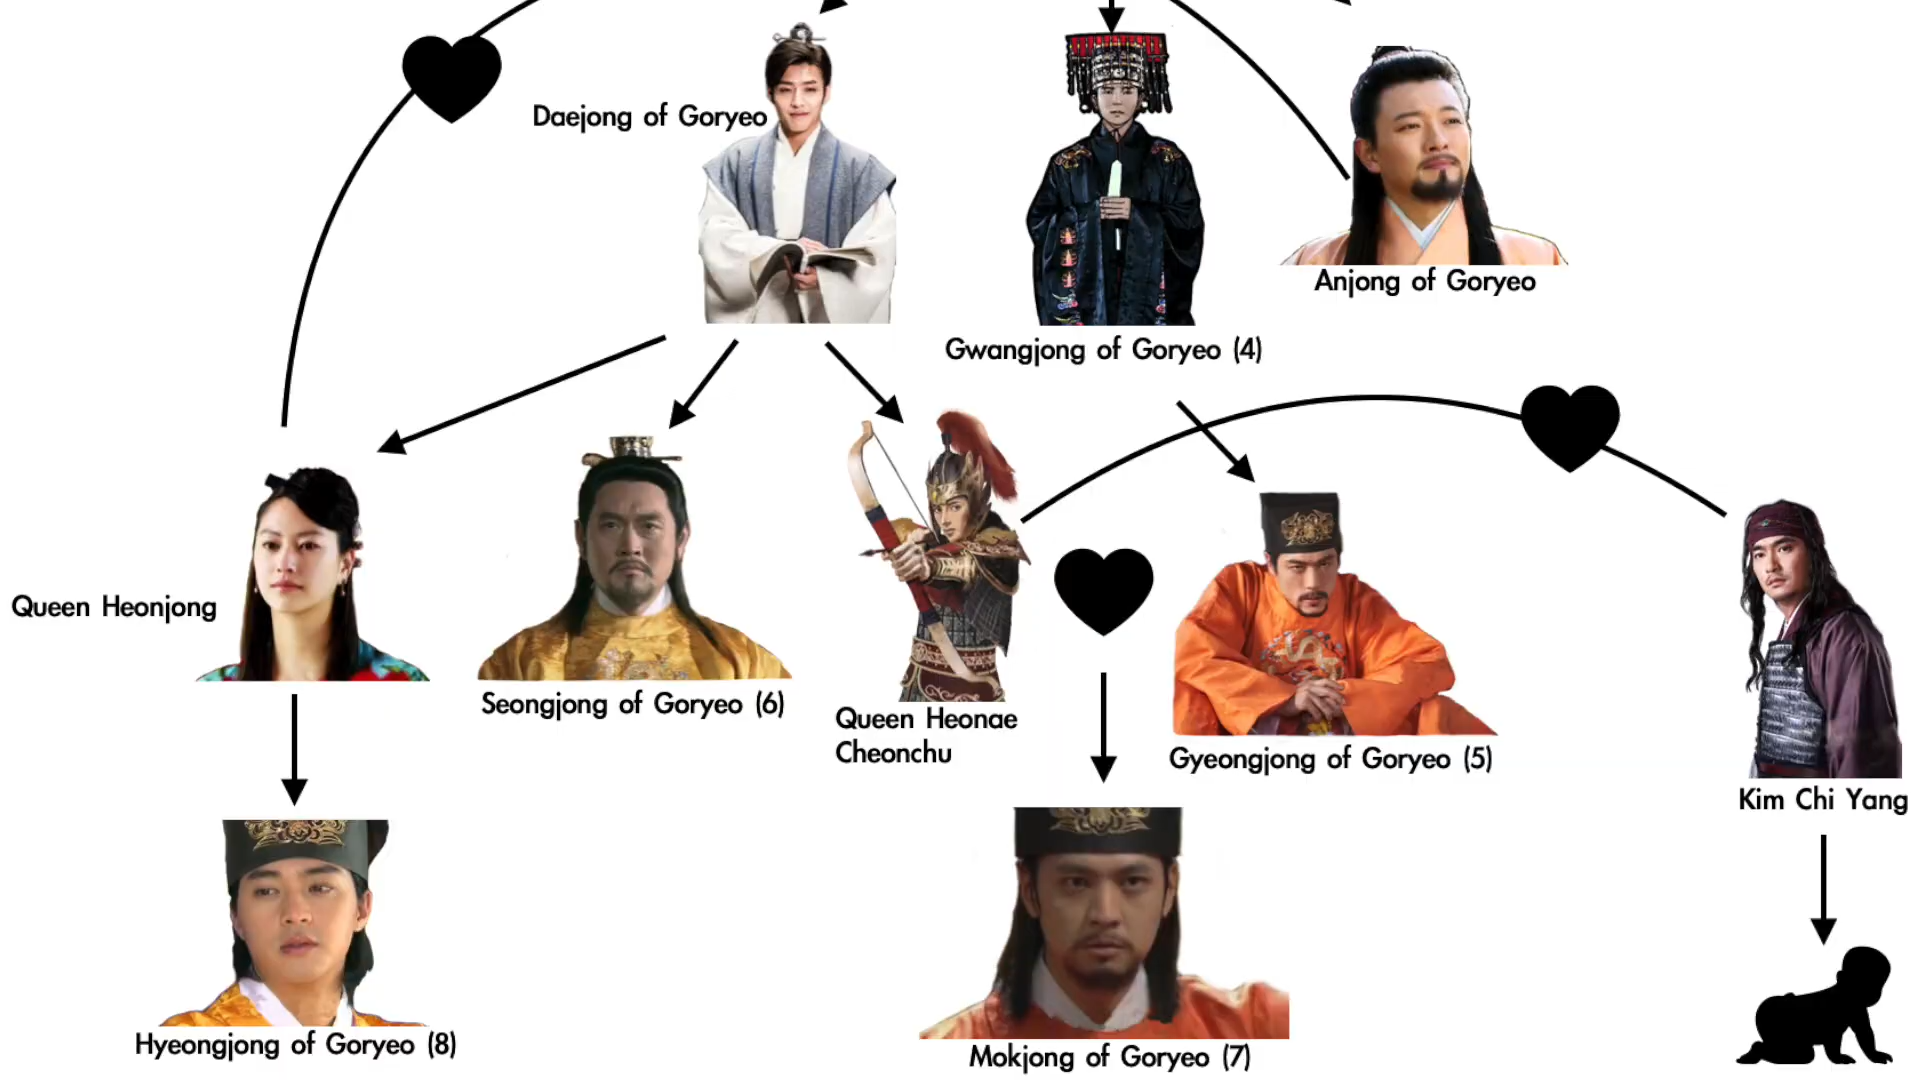 Daejong of Goryeo
Anjong of Goryeo
Gwangjong of Goryeo (4)
Queen Heonjong
Seongjong of Goryeo (6)
Queen Heonae
Cheonchu
Gyeongjong of Goryeo (5)
Kim Chi Yang
Hyeongjong of Goryeo (8)
Mokjong of Goryeo (7)